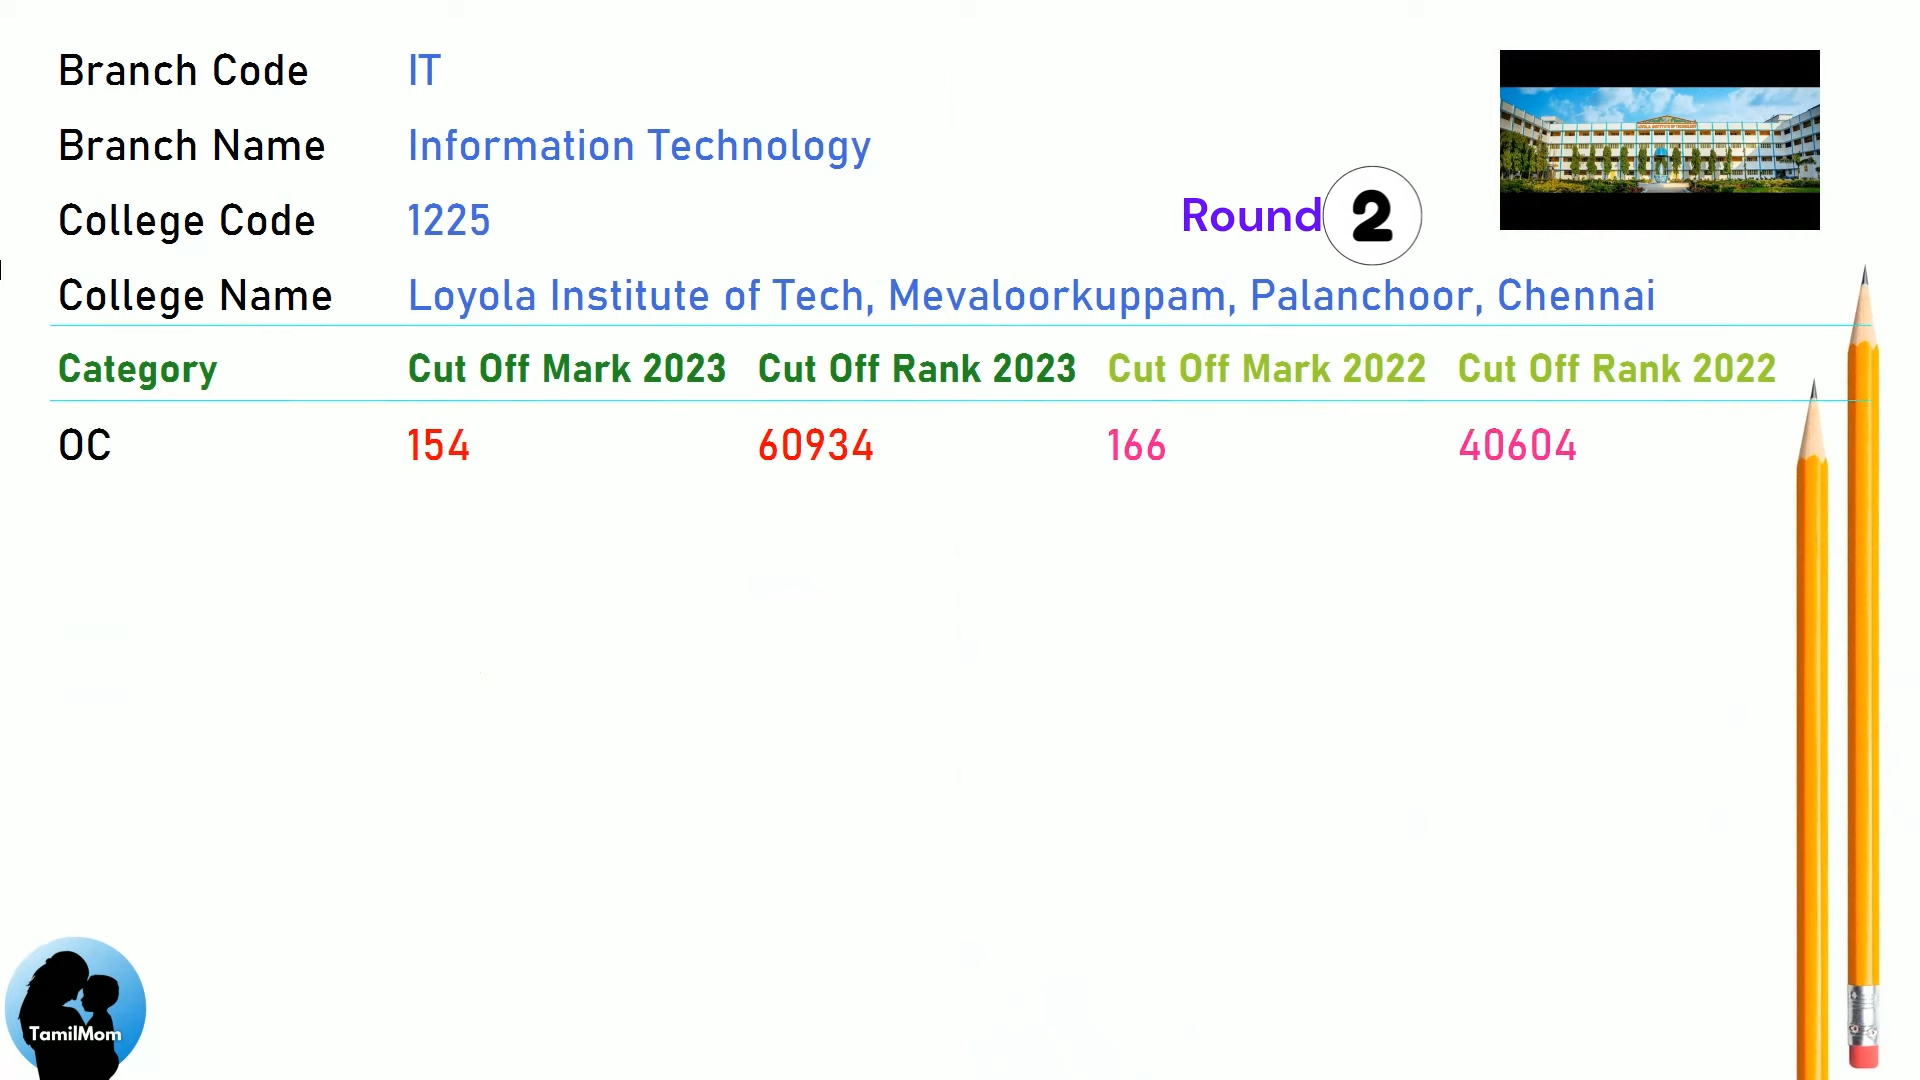 Branch Code IT
Branch Name Information Technology
College Code 1225
Round 2
College Name Loyola Institute of Tech, Mevaloorkuppam, Palanchoor, Chennai
Category Cut Off Mark 2023 Cut Off Rank 2023 Cut Off Mark 2022 Cut Off Rank 2022
OC 154 60934 166 40604
TamilMom